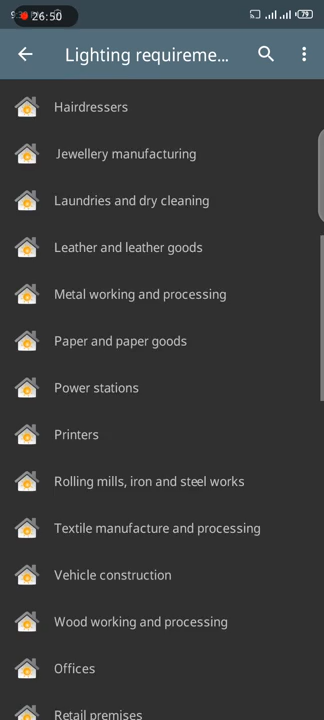 26:50
79
Lighting requireme...
Hairdressers
Jewellery manufacturing
Laundries and dry cleaning
Leather and leather goods
Metal working and processing
Paper and paper goods
Power stations
Printers
Rolling mills, iron and steel works
Textile manufacture and processing
Vehicle construction
Wood working and processing
Offices
Retail premises